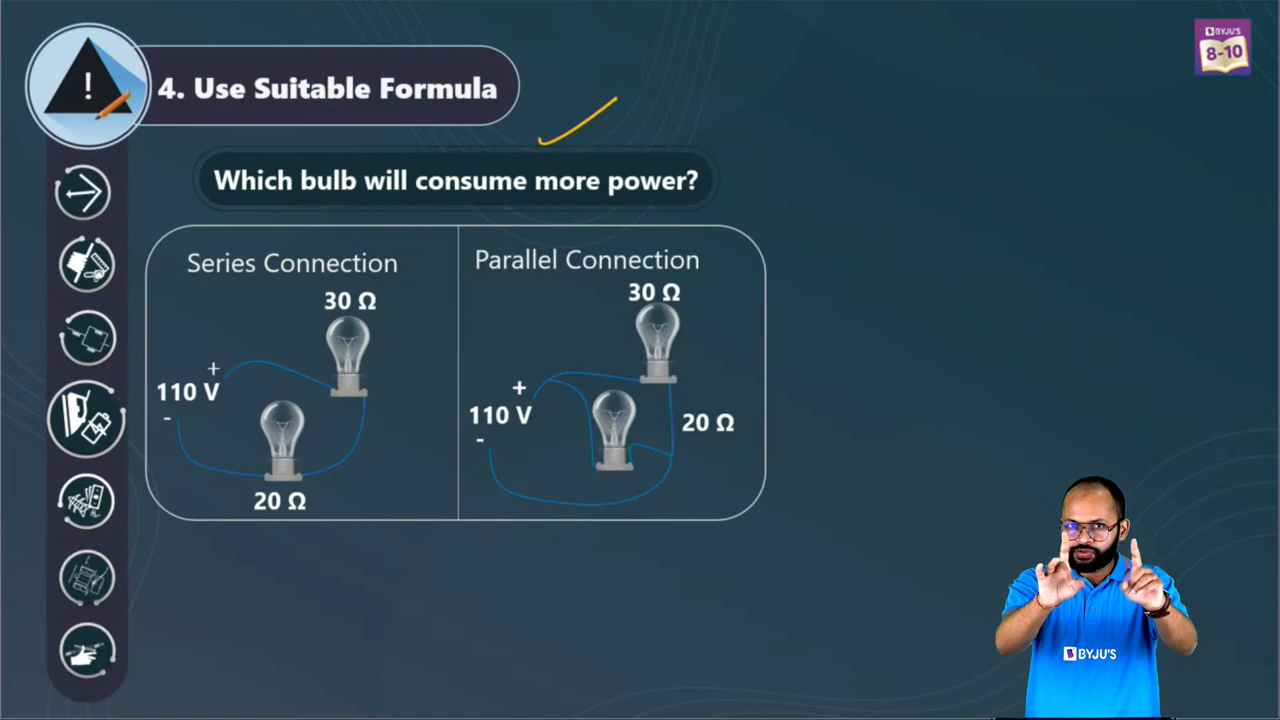 BYJU'S
8-10
!
4. Use Suitable Formula
Which bulb will consume more power?
Series Connection
30 Ω
+
110 V
-
20 Ω
Parallel Connection
30 Ω
+
110 V
-
20 Ω
BYJU'S